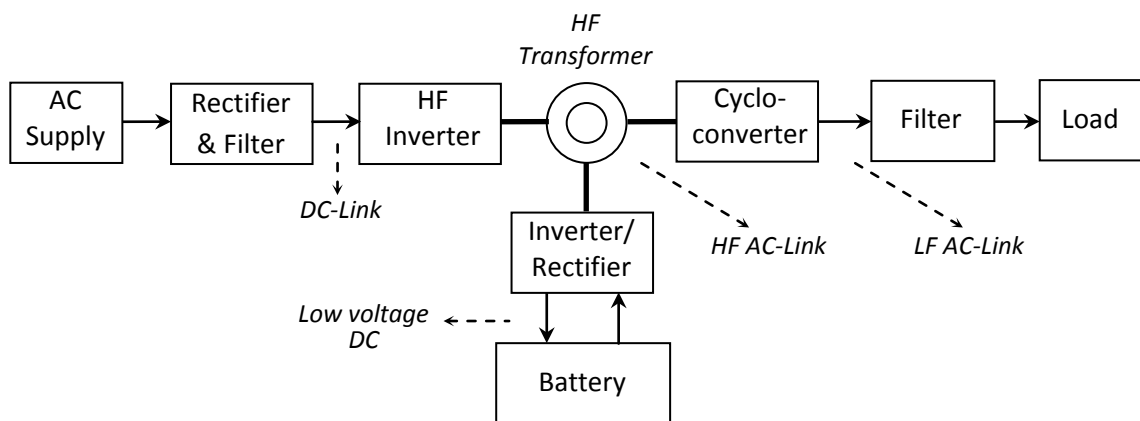 HF
Transformer
AC
Supply
Rectifier
& Filter
HF
Inverter
Cyclo-
converter
Filter
Load
DC-Link
Inverter/
Rectifier
HF AC-Link
LF AC-Link
Low voltage
DC
Battery